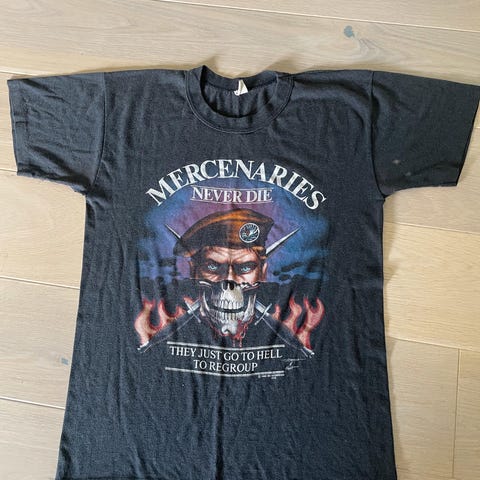 MERCENARIES
NEVER DIE
THEY JUST GO TO HELL
TO REGROUP